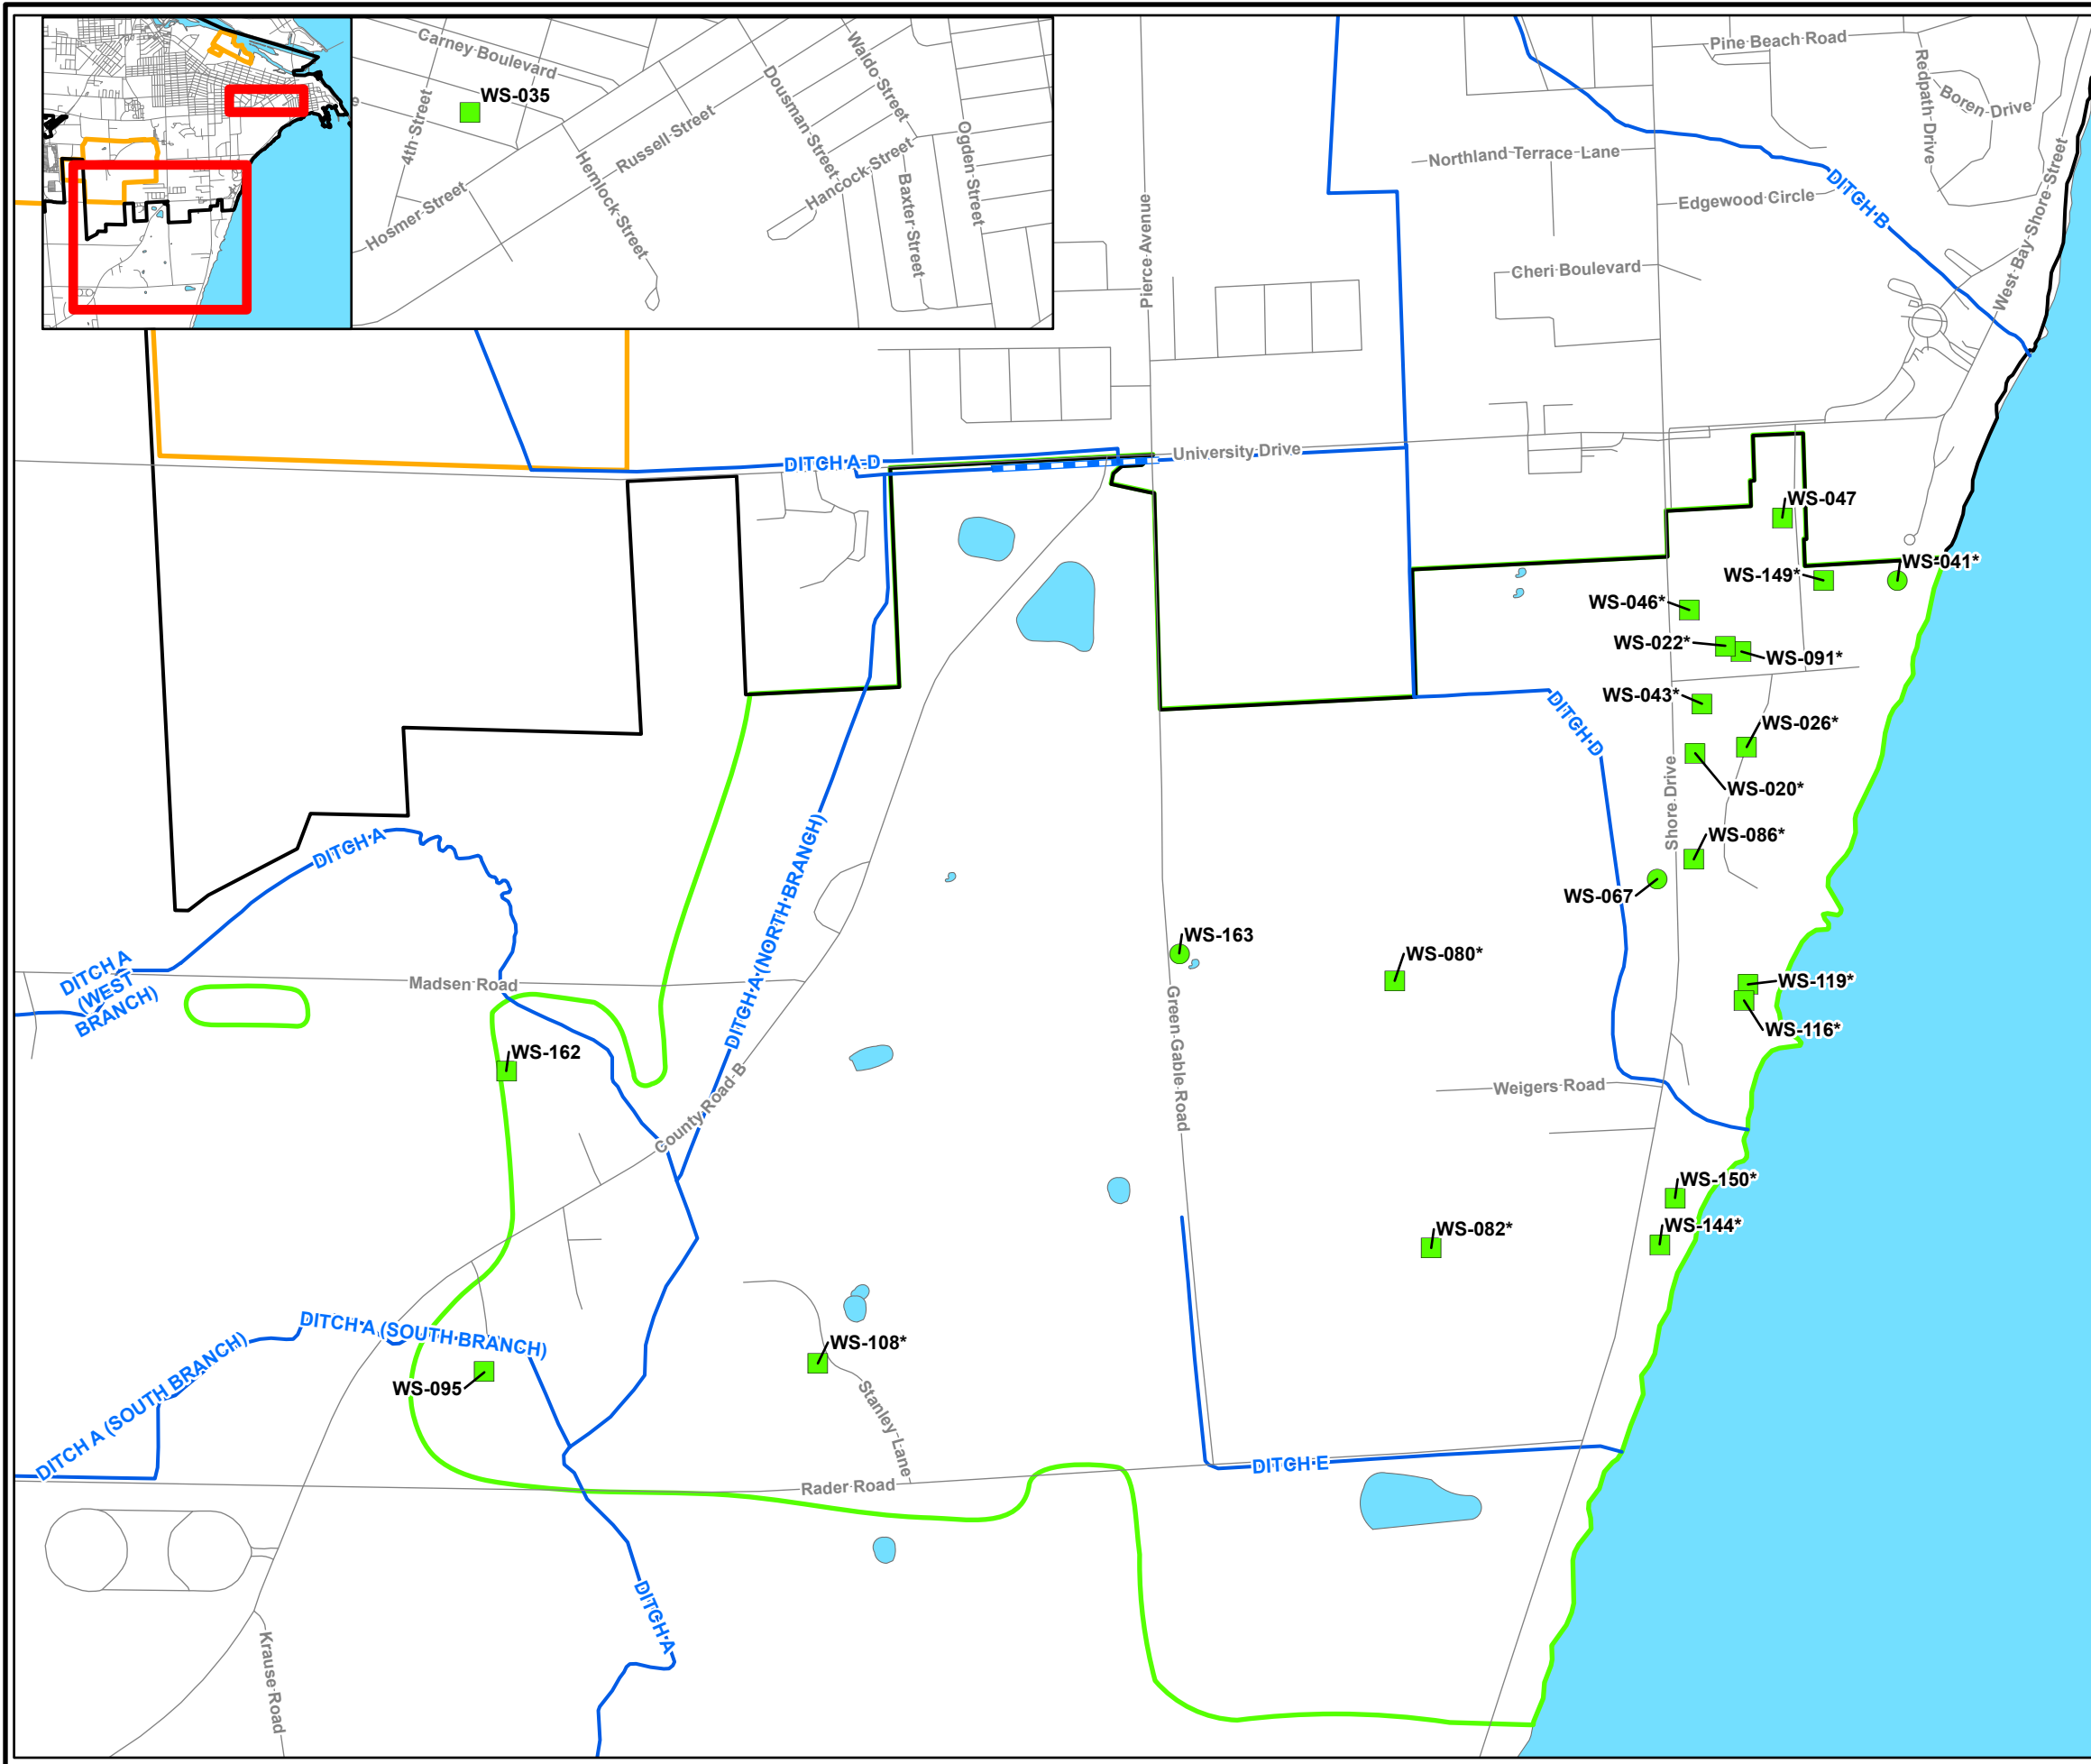 Carney Boulevard
WS-035
4th Street
e
Hosmer Street
Hemlock Street
Russell Street
Dousman Street
Waldo Street
Hancock Street
Baxter Street
Ogden Street
Pierce Avenue
Pine Beach Road
Redpath Drive
Boren Drive
Northland Terrace Lane
Edgewood Circle
DITCH B
West Bay Shore Street
Cheri Boulevard
University Drive
DITCH A-D
WS-047
WS-041*
WS-149*
WS-046*
WS-022*
WS-091*
WS-043*
WS-026*
DITCH D
Shore Drive
WS-020*
WS-086*
WS-067
DITCH A
DITCH A (NORTH BRANCH)
WS-163
WS-080*
WS-119*
WS-116*
DITCH A
(WEST
BRANCH)
Madsen Road
WS-162
County Road B
Green Gable Road
Weigers Road
WS-150*
WS-144*
WS-082*
DITCH A (SOUTH BRANCH)
DITCH A (SOUTH BRANCH)
WS-095
WS-108*
Stanley Lane
DITCH E
Rader Road
DITCH A
Krause Road